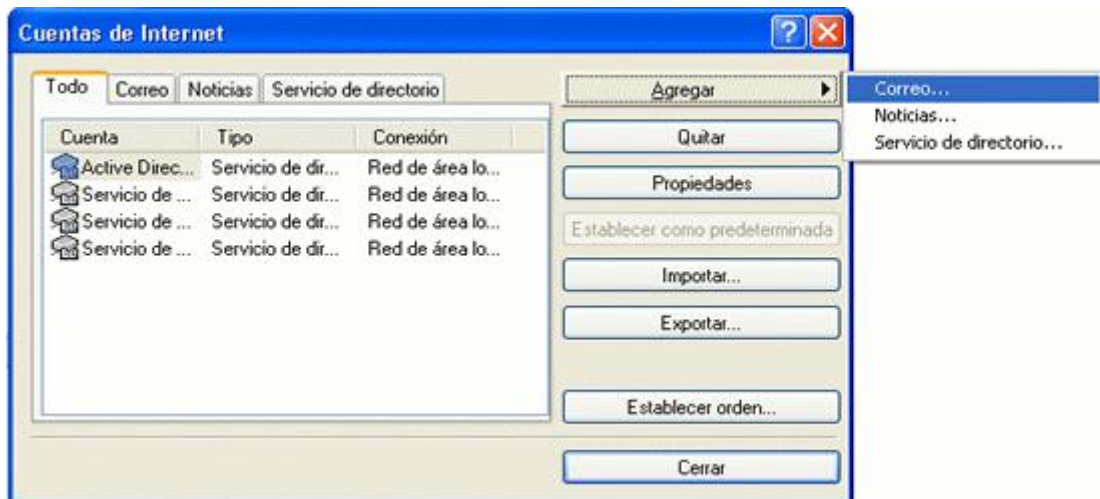 Cuentas de Internet
Todo Correo Noticias Servicio de directorio
Cuenta Tipo Conexión
Active Direc... Servicio de dir... Red de área lo...
Servicio de ... Servicio de dir... Red de área lo...
Servicio de ... Servicio de dir... Red de área lo...
Servicio de ... Servicio de dir... Red de área lo...
Agregar
Quitar
Propiedades
Establecer como predeterminada
Importar...
Exportar...
Establecer orden...
Cerrar
Correo...
Noticias...
Servicio de directorio...